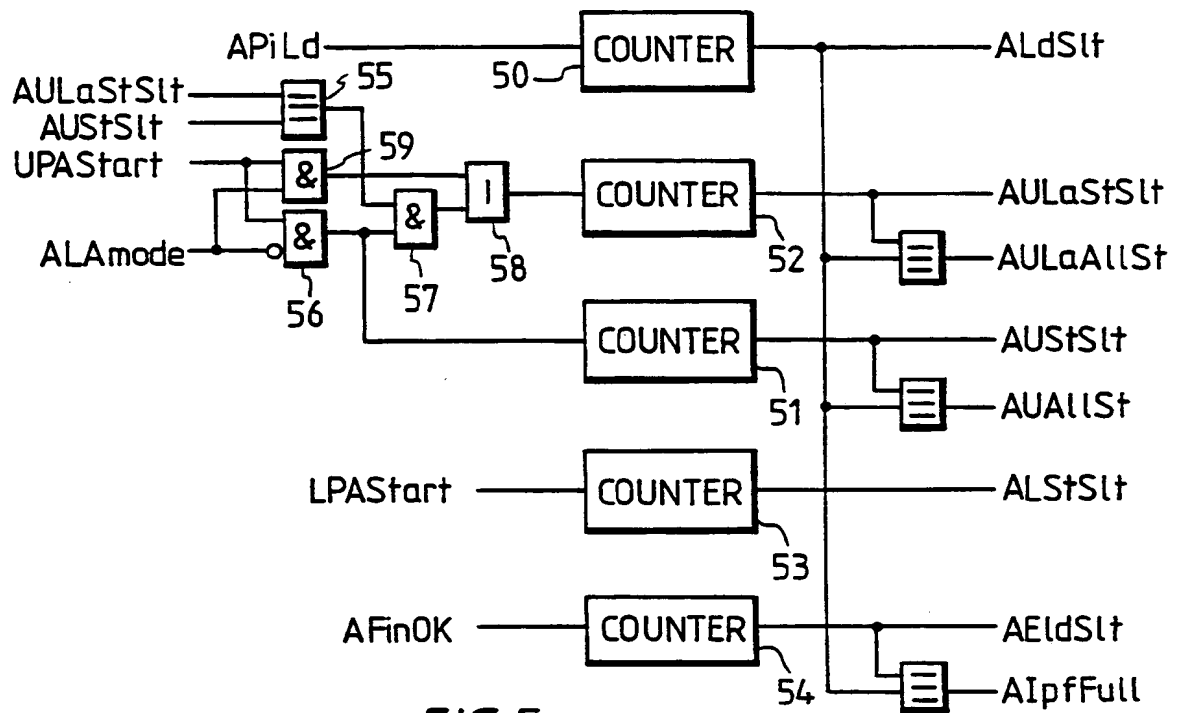 APiLd
COUNTER
50
ALdSlt
AULaStSlt
55
AUStSlt
UPAStart
&
59
ALAmode
&
56
&
57
1
58
COUNTER
52
AULaStSlt
AULaAllSt
COUNTER
51
AUStSlt
AUAllSt
LPAStart
COUNTER
53
ALStSlt
AFinOK
COUNTER
54
AEldSlt
AIpfFull